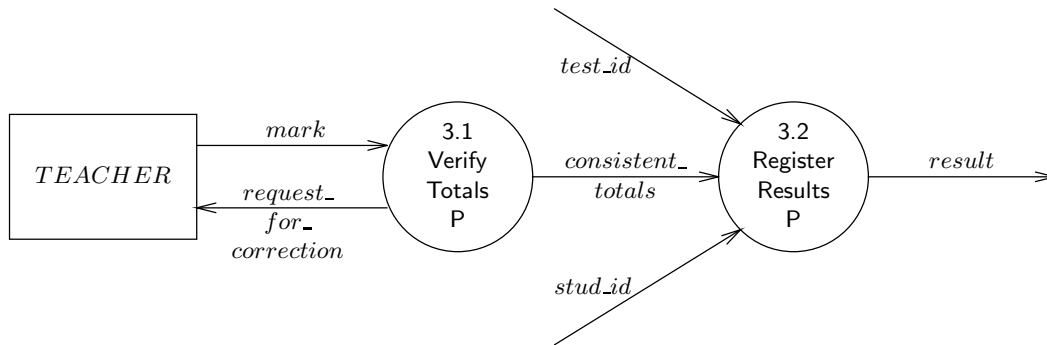 TEACHER
mark
request_
for_
correction
3.1
Verify
Totals
P
consistent_
totals
test_id
stud_id
3.2
Register
Results
P
result